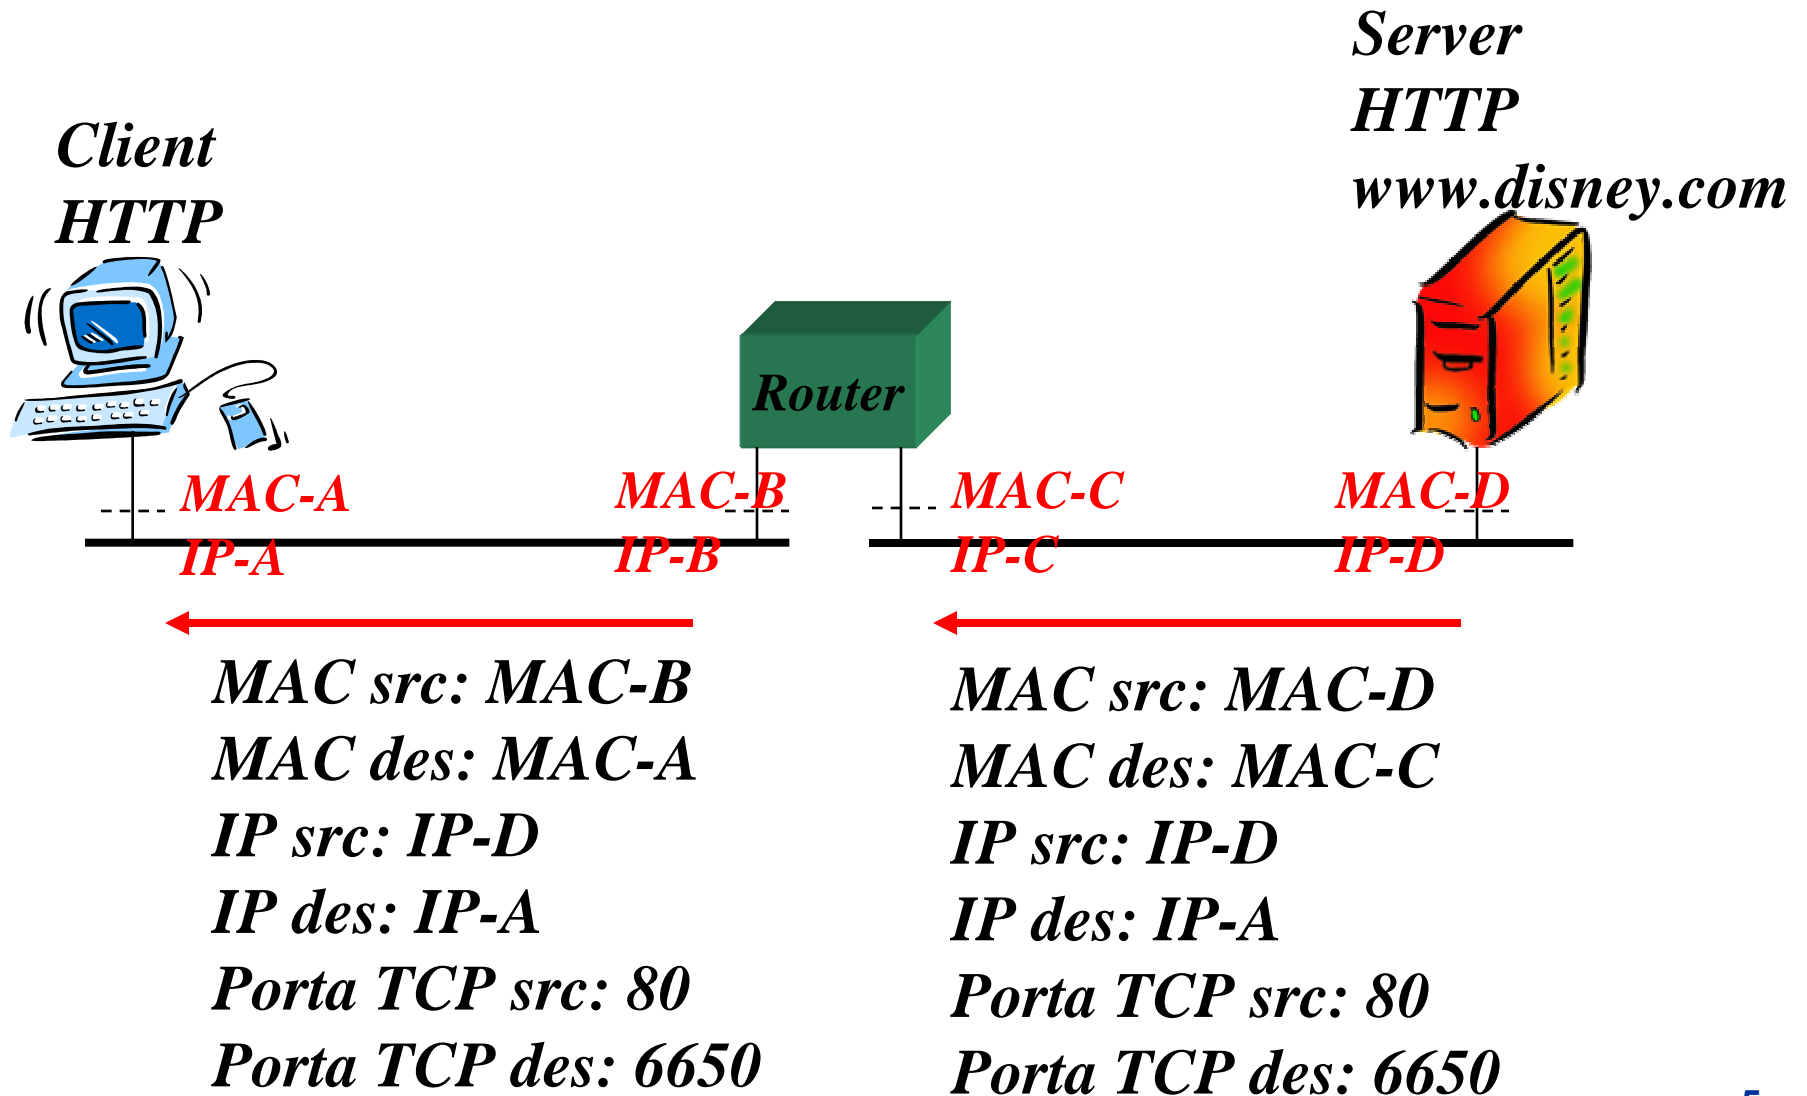 Server
HTTP
www.disney.com
Client
HTTP
Router
MAC-A
IP-A
MAC-B
IP-B
MAC-C
IP-C
MAC-D
IP-D
MAC src: MAC-B
MAC des: MAC-A
IP src: IP-D
IP des: IP-A
Porta TCP src: 80
Porta TCP des: 6650
MAC src: MAC-D
MAC des: MAC-C
IP src: IP-D
IP des: IP-A
Porta TCP src: 80
Porta TCP des: 6650